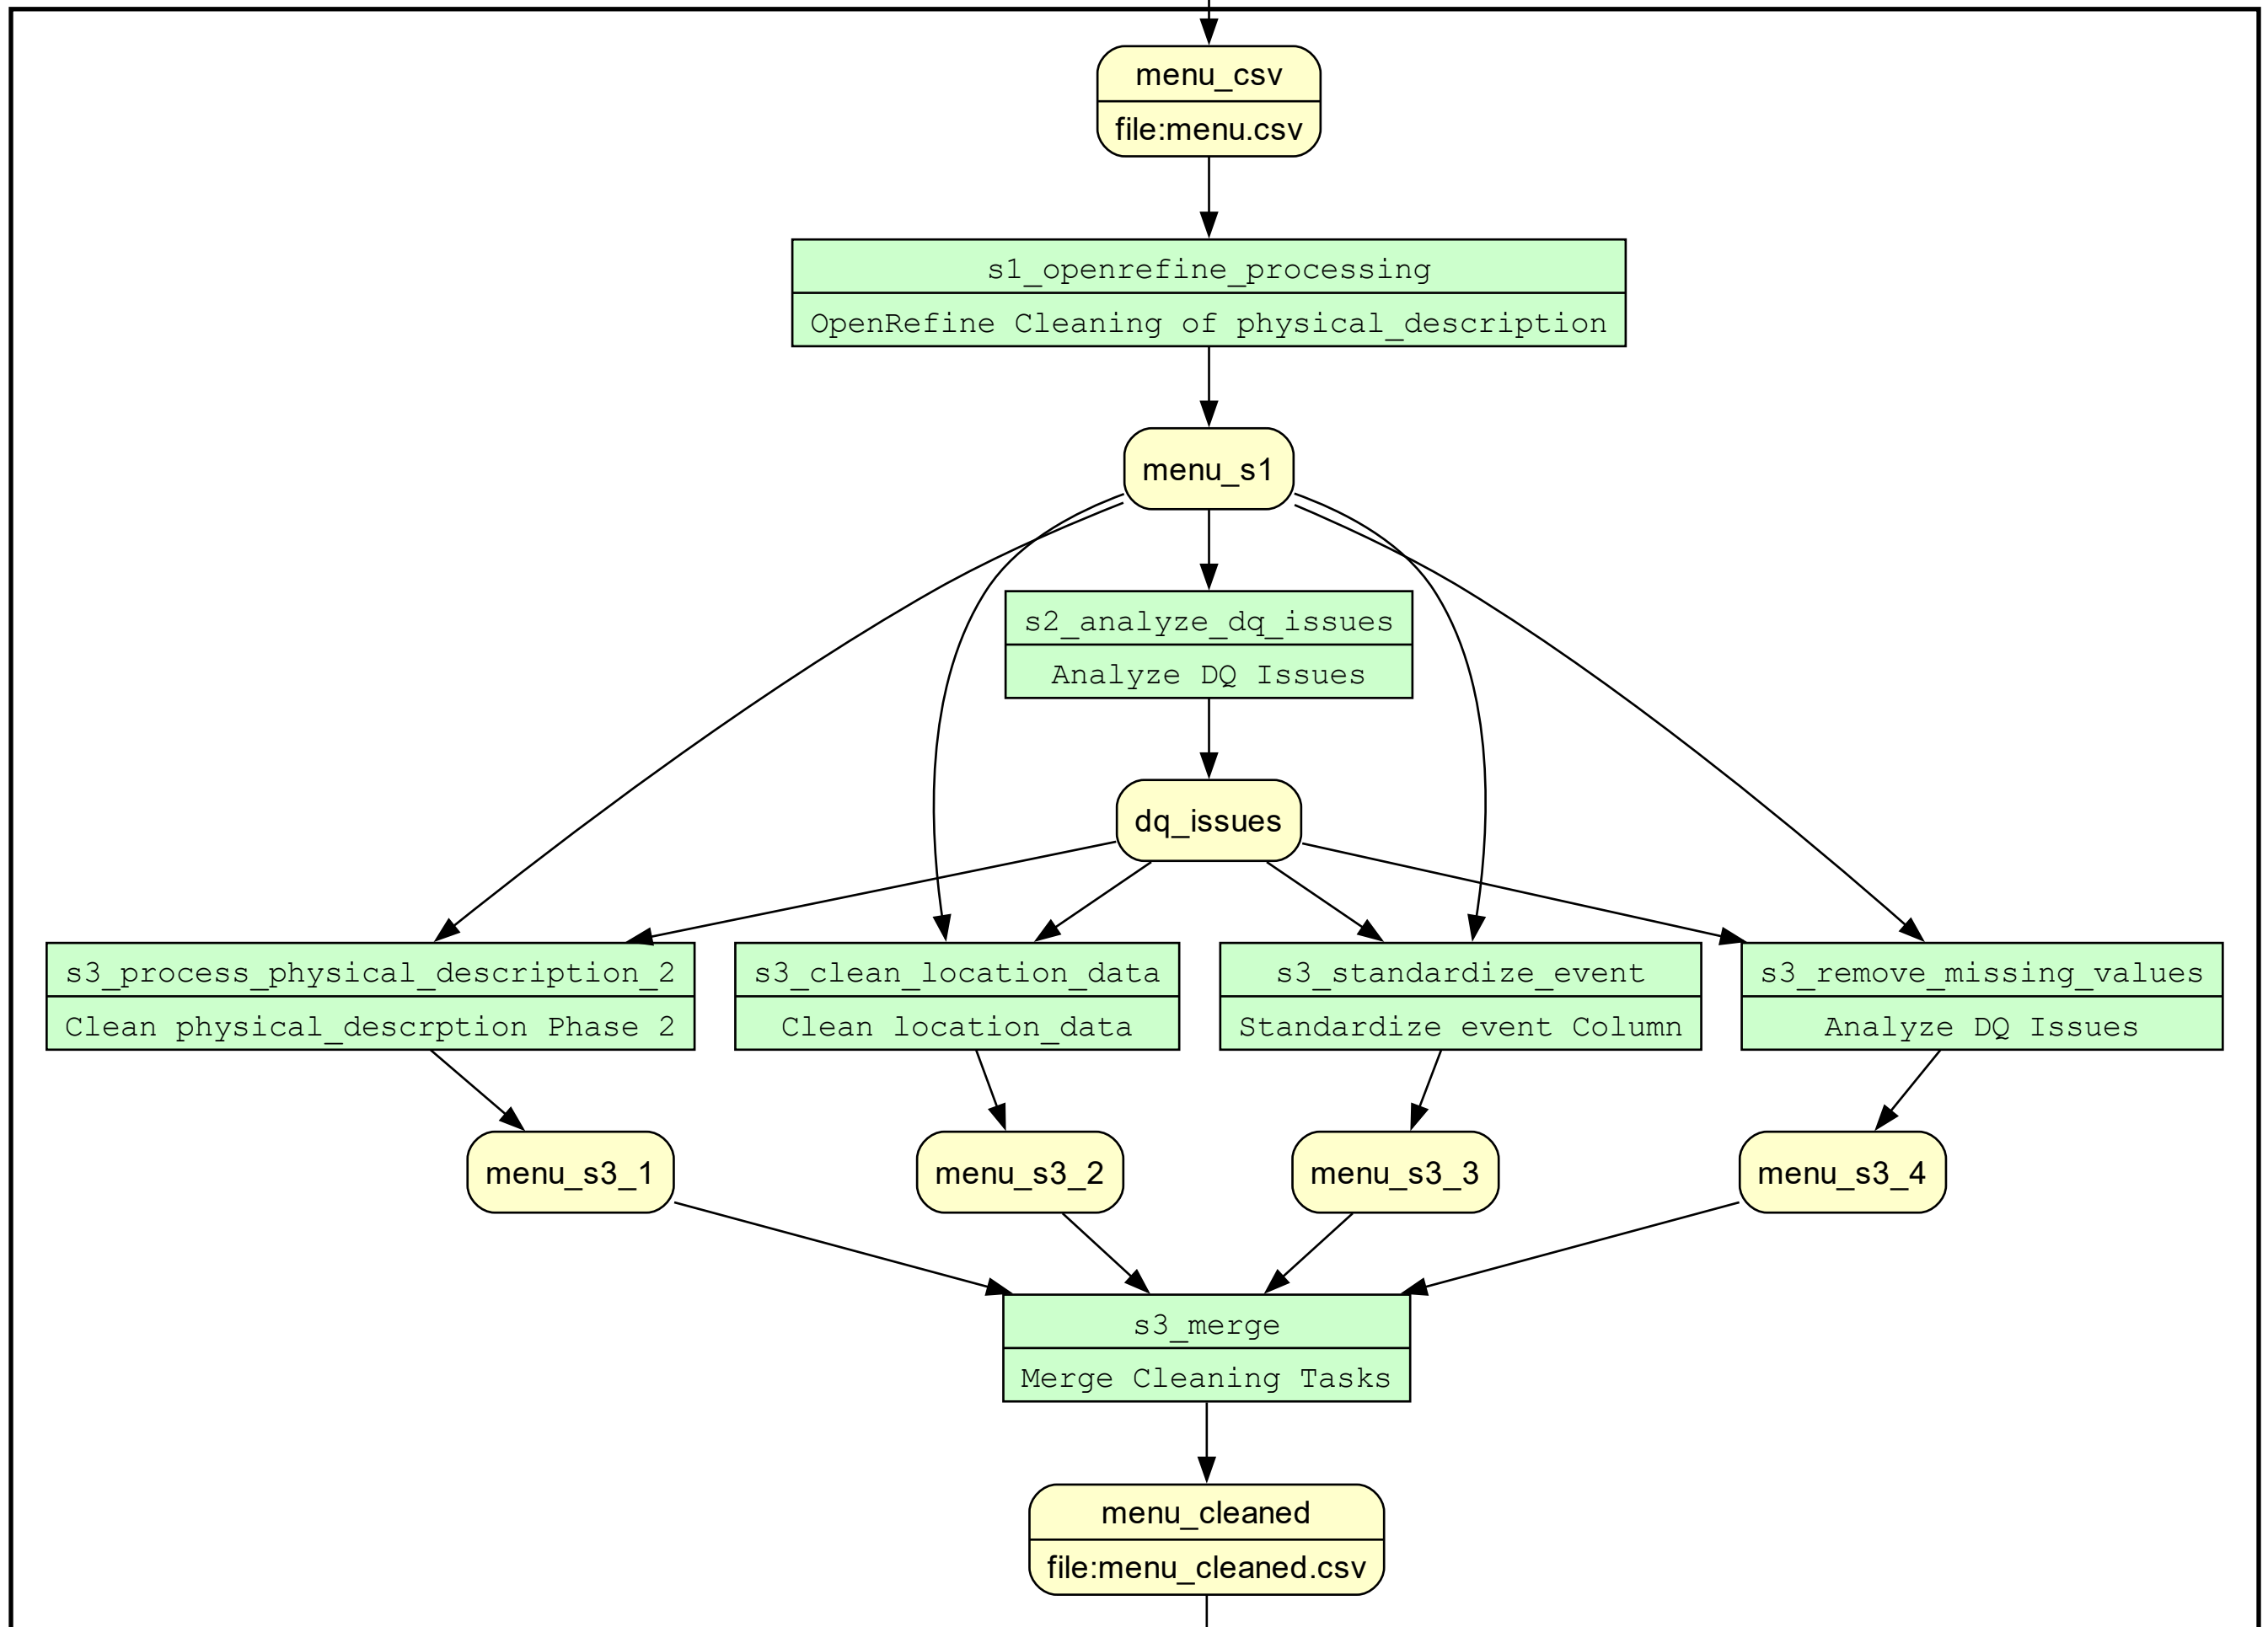 menu_csv
file:menu.csv
s1_openrefine_processing
OpenRefine Cleaning of physical_description
menu_s1
s2_analyze_dq_issues
Analyze DQ Issues
dq_issues
s3_process_physical_description_2
Clean physical_descrption Phase 2
s3_clean_location_data
Clean location_data
s3_standardize_event
Standardize event Column
s3_remove_missing_values
Analyze DQ Issues
menu_s3_1
menu_s3_2
menu_s3_3
menu_s3_4
s3_merge
Merge Cleaning Tasks
menu_cleaned
file:menu_cleaned.csv